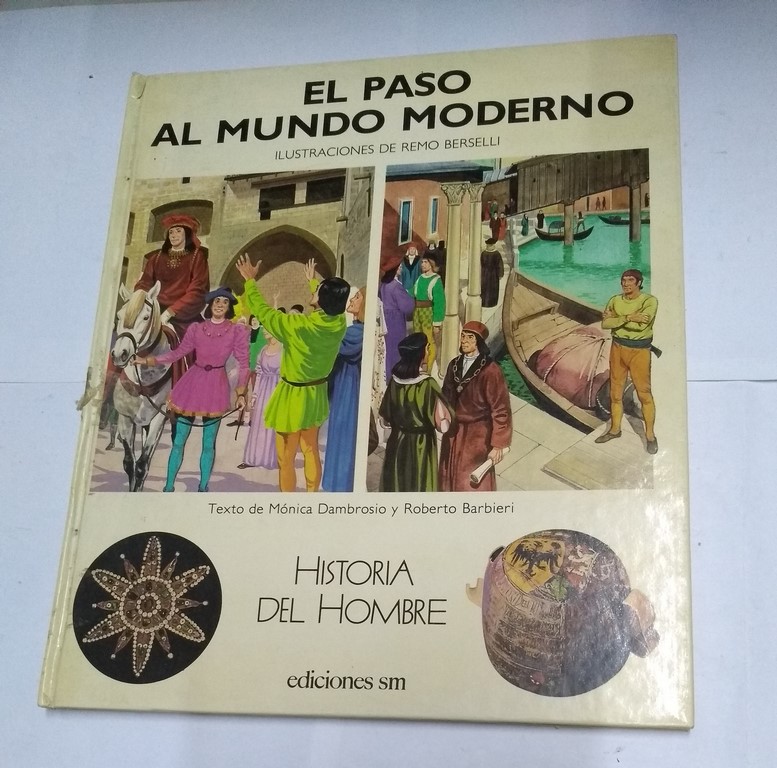 EL PASO
AL MUNDO MODERNO
ILUSTRACIONES DE REMO BERSELLI
Texto de Mónica Dambrosio y Roberto Barbieri
HISTORIA
DEL HOMBRE
ediciones sm